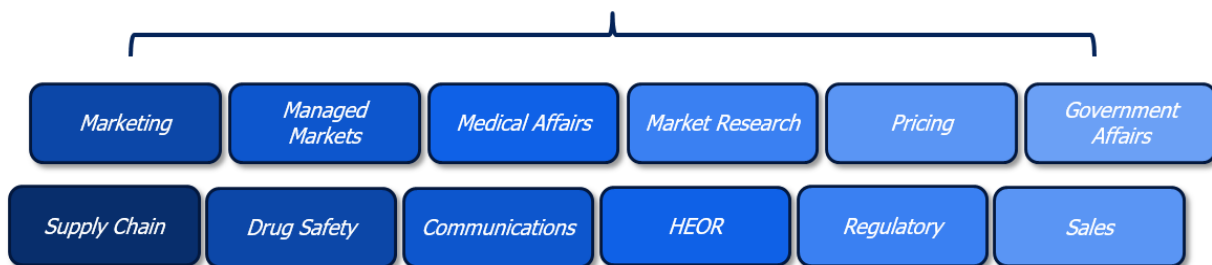 Marketing
Managed
Markets
Medical Affairs
Market Research
Pricing
Government
Affairs
Supply Chain
Drug Safety
Communications
HEOR
Regulatory
Sales